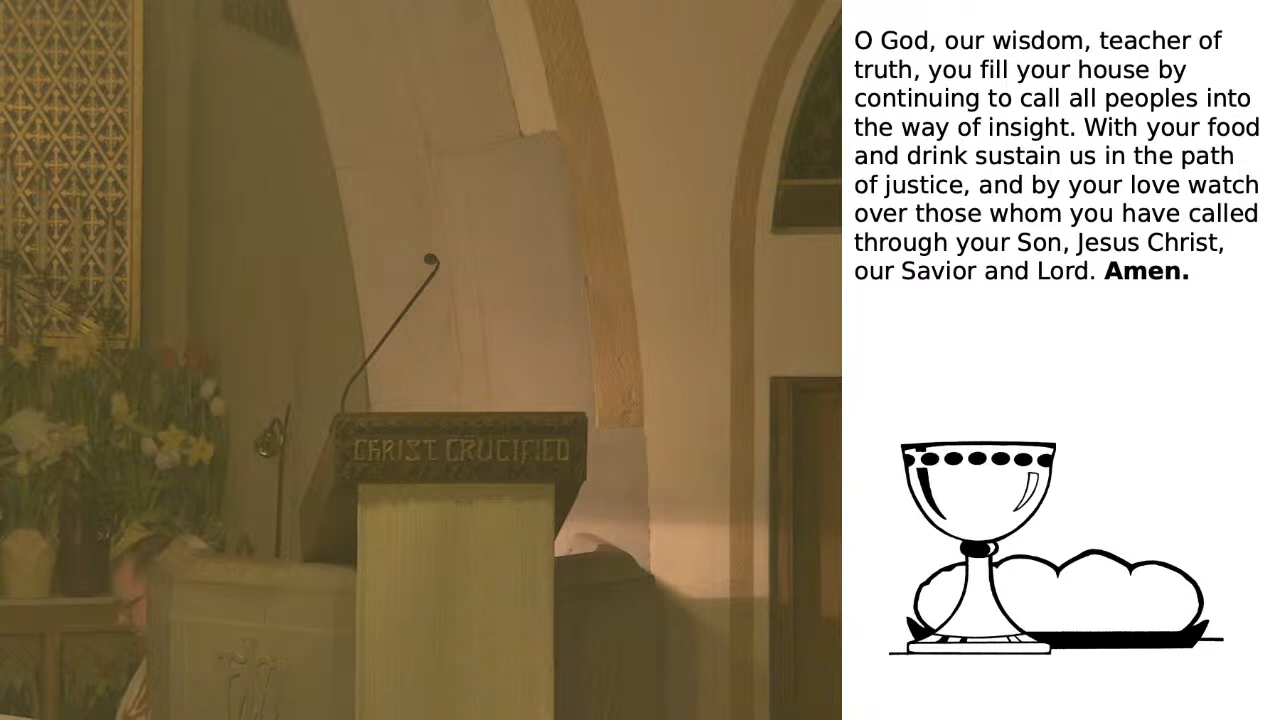 CHRIST CRUCIFIED
O God, our wisdom, teacher of
truth, you fill your house by
continuing to call all peoples into
the way of insight. With your food
and drink sustain us in the path
of justice, and by your love watch
over those whom you have called
through your Son, Jesus Christ,
our Savior and Lord. Amen.